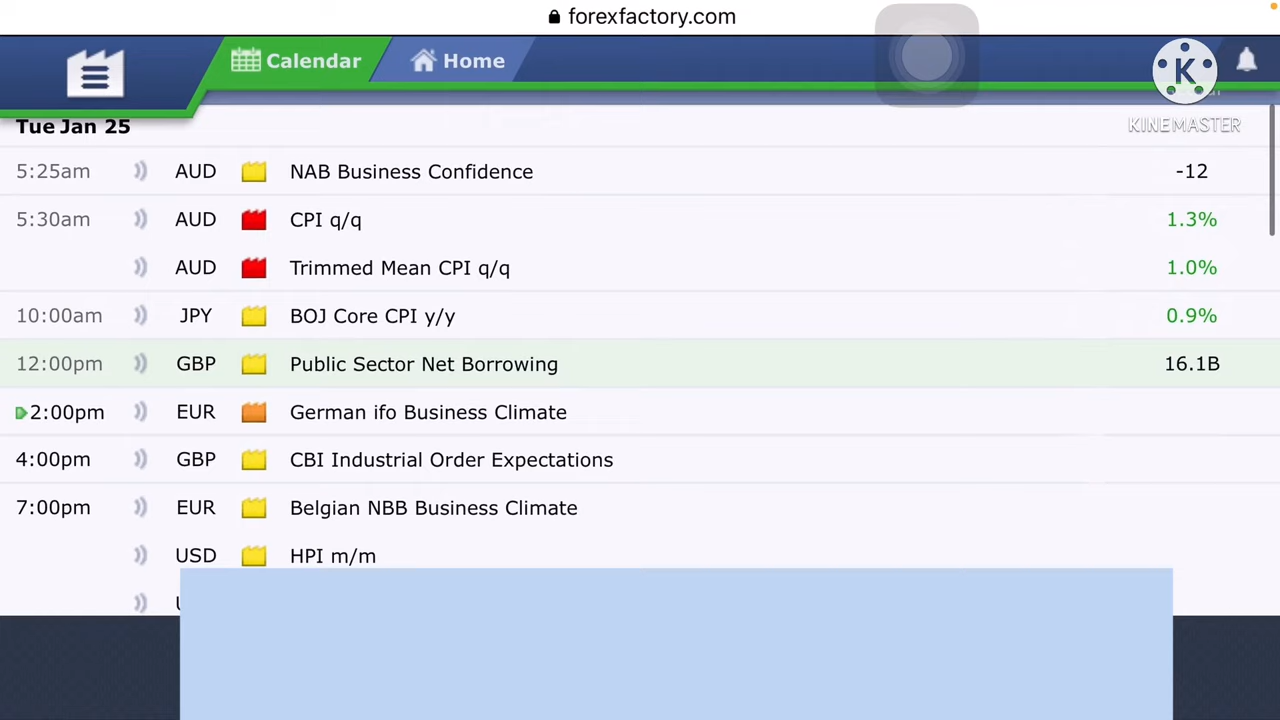 forexfactory.com
Calendar Home
K
KINEMASTER
Tue Jan 25
5:25am AUD NAB Business Confidence -12
5:30am AUD CPI q/q 1.3%
AUD Trimmed Mean CPI q/q 1.0%
10:00am JPY BOJ Core CPI y/y 0.9%
12:00pm GBP Public Sector Net Borrowing 16.1B
2:00pm EUR German ifo Business Climate
4:00pm GBP CBI Industrial Order Expectations
7:00pm EUR Belgian NBB Business Climate
USD HPI m/m